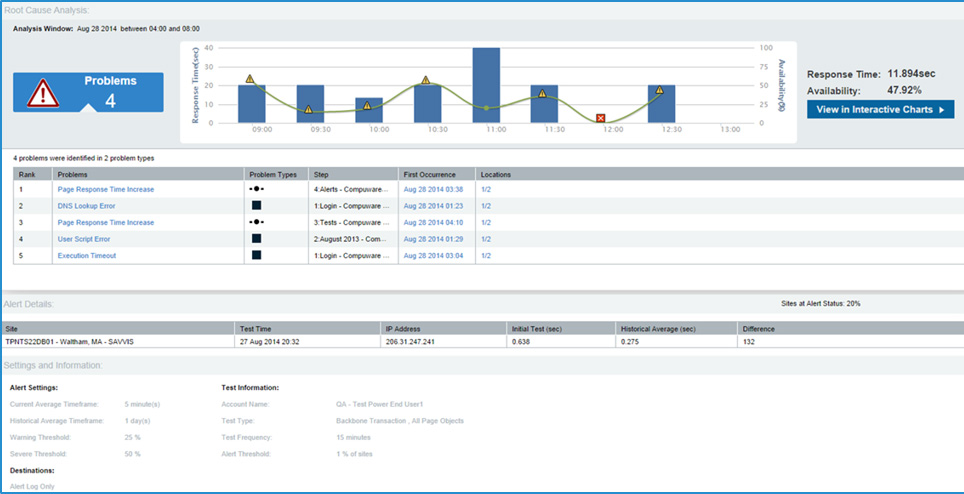 Root Cause Analysis:
Analysis Window: Aug 28 2014 between 04:00 and 08:00
Problems
4
Response Time(sec)
40
30
20
10
0
09:00 09:30 10:00 10:30 11:00 11:30 12:00 12:30 13:00
100
75
50
25
0
Response Time: 11.894sec
Availability: 47.92%
View in Interactive Charts
4 problems were identified in 2 problem types
Rank Problems Problem Types Step First Occurrence Locations
1 Page Response Time Increase 4:Alerts - Compuware... Aug 28 2014 03:38 1/2
2 DNS Lookup Error 1:Login - Compuware ... Aug 28 2014 01:23 1/2
3 Page Response Time Increase 3:Tests - Compuware ... Aug 28 2014 04:10 1/2
4 User Script Error 2:August 2013 - Com... Aug 28 2014 01:29 1/2
5 Execution Timeout 1:Login - Compuware ... Aug 28 2014 03:04 1/2
Alert Details: Sites at Alert Status: 20%
Site Test Time IP Address Initial Test (sec) Historical Average (sec) Difference
TPNTS22DB01 - Waltham, MA - SAVVIS 27 Aug 2014 20:32 206.31.247.241 0.638 0.275 132
Settings and Information:
Alert Settings: Test Information:
Current Average Timeframe: 5 minute(s) Account Name: QA - Test Power End User1
Historical Average Timeframe: 1 day(s) Test Type: Backbone Transaction , All Page Objects
Warning Threshold: 25 % Test Frequency: 15 minutes
Severe Threshold: 50 % Alert Threshold: 1 % of sites
Destinations:
Alert Log Only